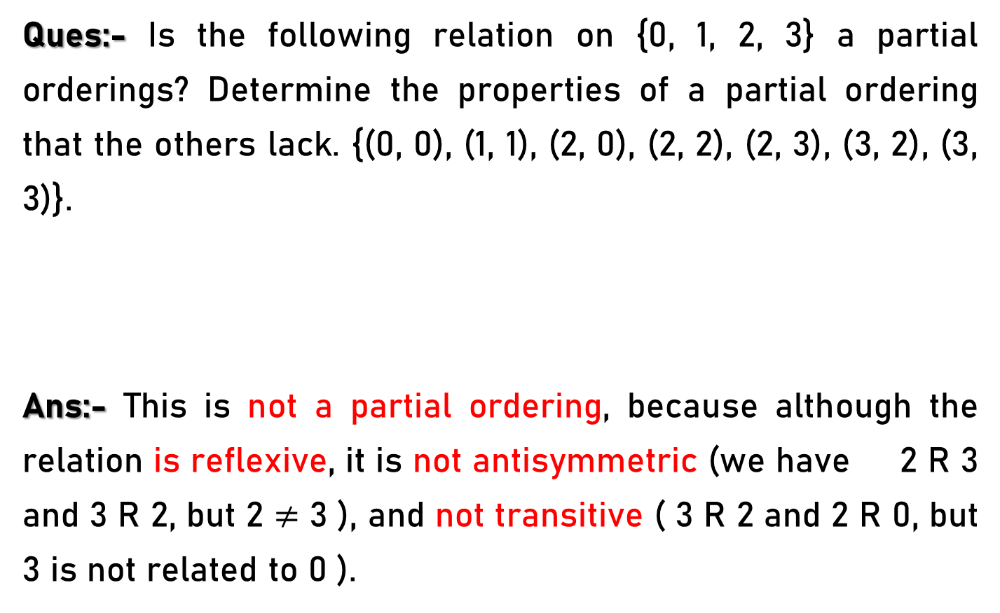 Ques:- Is the following relation on {0, 1, 2, 3} a partial
orderings? Determine the properties of a partial ordering
that the others lack. {(0, 0), (1, 1), (2, 0), (2, 2), (2, 3), (3, 2), (3,
3)}.
Ans:- This is not a partial ordering, because although the
relation is reflexive, it is not antisymmetric (we have 2 R 3
and 3 R 2, but 2 ≠ 3 ), and not transitive ( 3 R 2 and 2 R 0, but
3 is not related to 0 ).